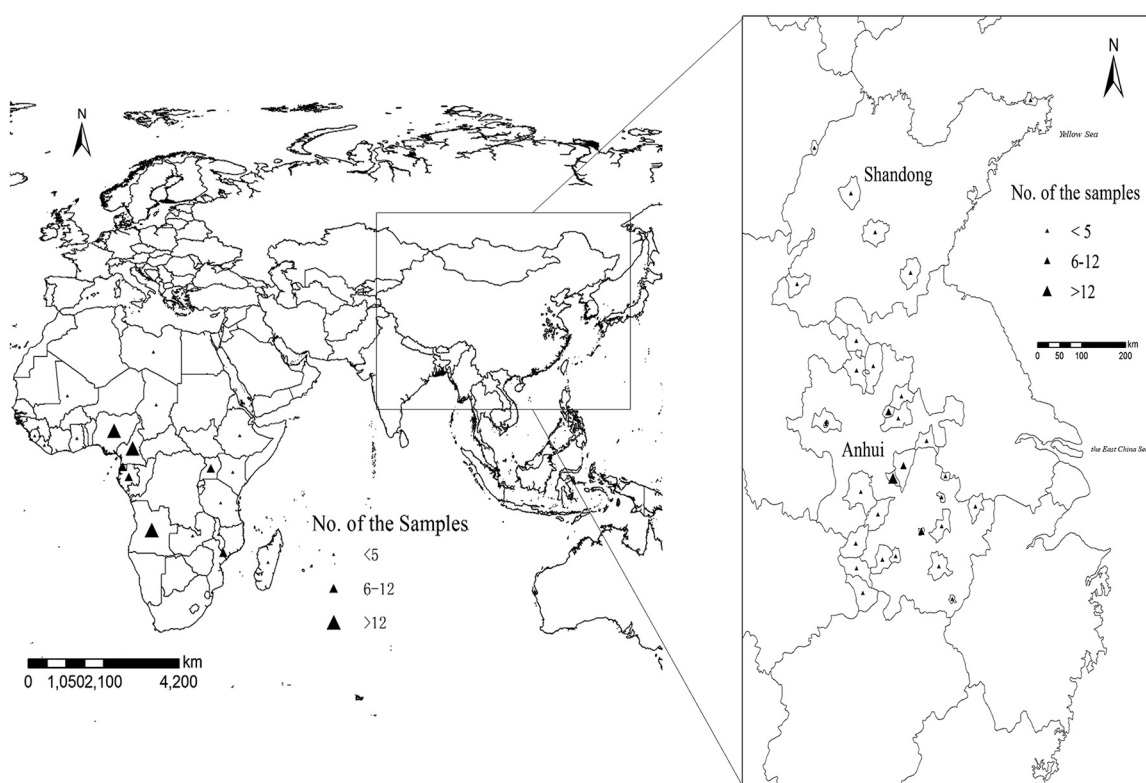 N
No. of the Samples
<5
6-12
>12
km
0 1,0502,100 4,200
N
Yellow Sea
Shandong
No. of the samples
< 5
6-12
>12
km
0 50 100 200
Anhui
the East China Sea